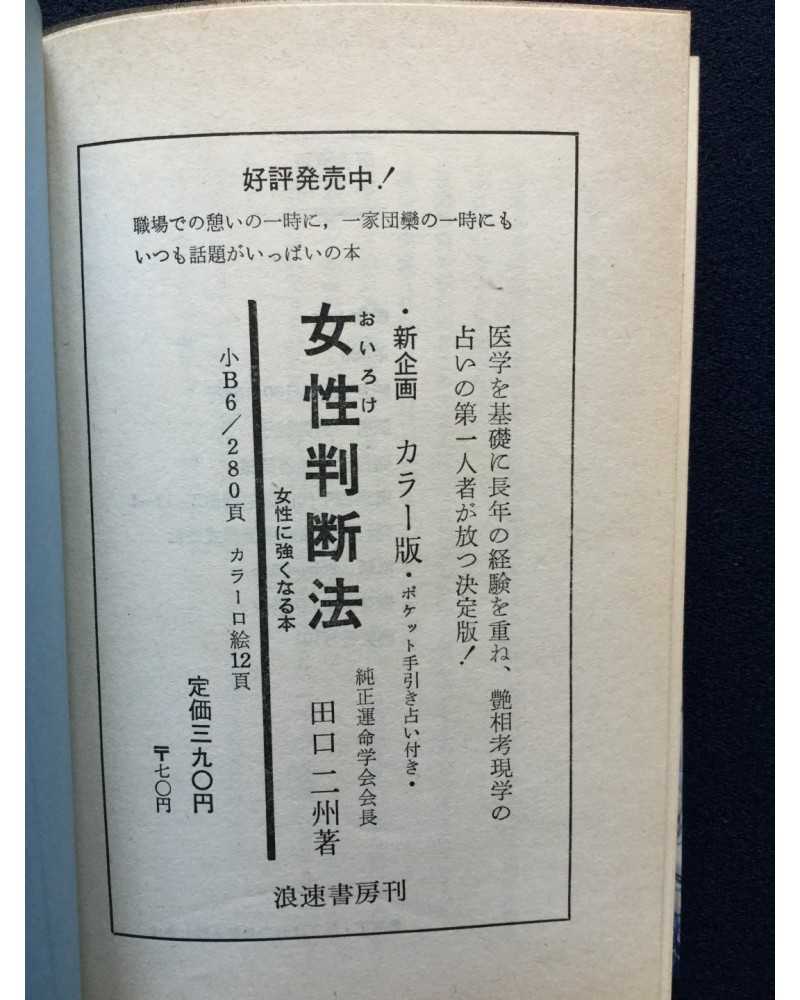 好評発売中！
職場での憩いの一時に，一家団欒の一時にも
いつも話題がいっぱいの本
医学を基礎に長年の経験を重ね、艶相考現学の
占いの第一人者が放つ決定版！
・新企画　カラー版・ポケット手引き占い付き・
おいろけ
女性判断法
純正運命学会会長
田口二州著
女性に強くなる本
小B6／280頁　カラー口絵12頁
定価三九〇円
〒七〇円
浪速書房刊